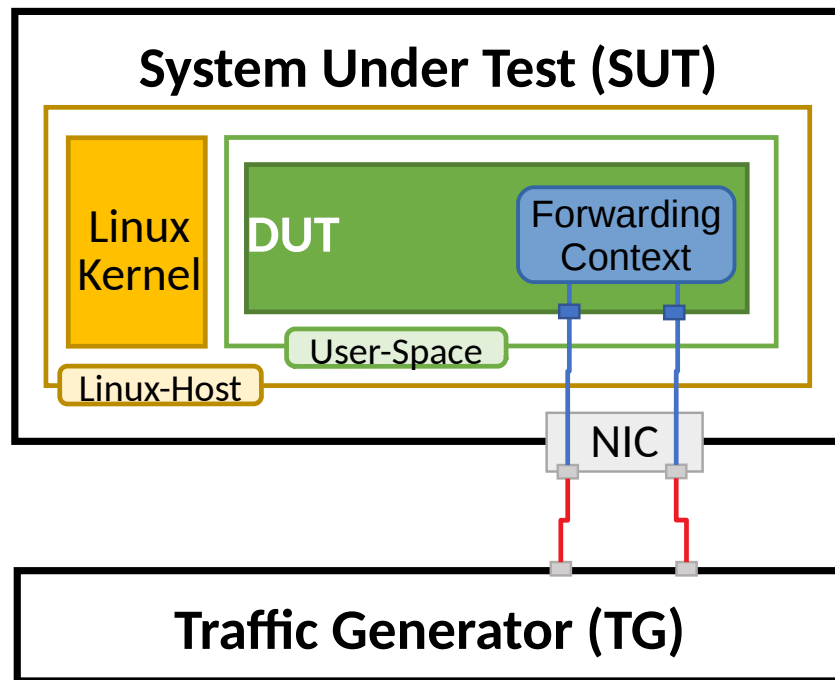 System Under Test (SUT)
Linux
Kernel
DUT
Forwarding
Context
User-Space
Linux-Host
NIC
Traffic Generator (TG)